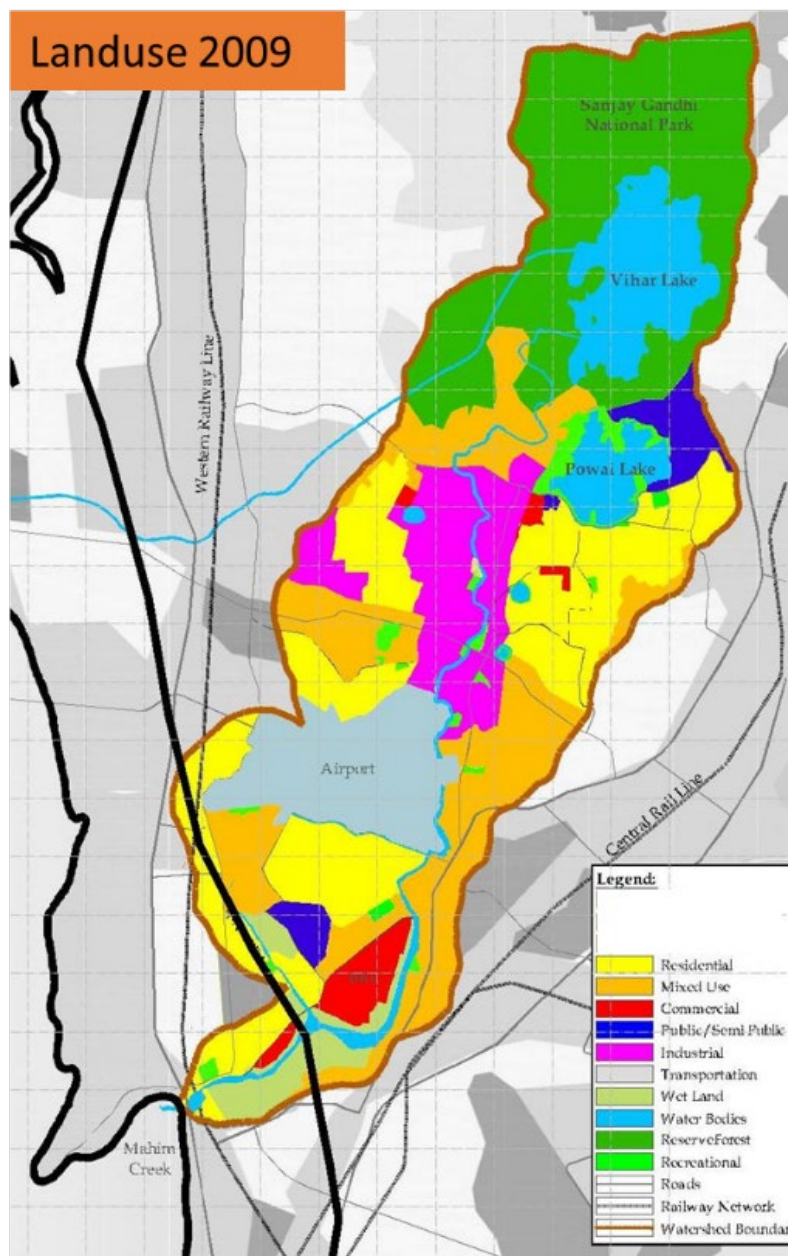 Landuse 2009
Sanjay Gandhi
National Park
Vihar Lake
Western Railway Line
Powai Lake
Airport
Central Rail Line
Mahim
Creek
Legend:
Residential
Mixed Use
Commercial
Public/Semi Public
Industrial
Transportation
Wet Land
Water Bodies
ReserveForest
Recreational
Roads
Railway Network
Watershed Boundar